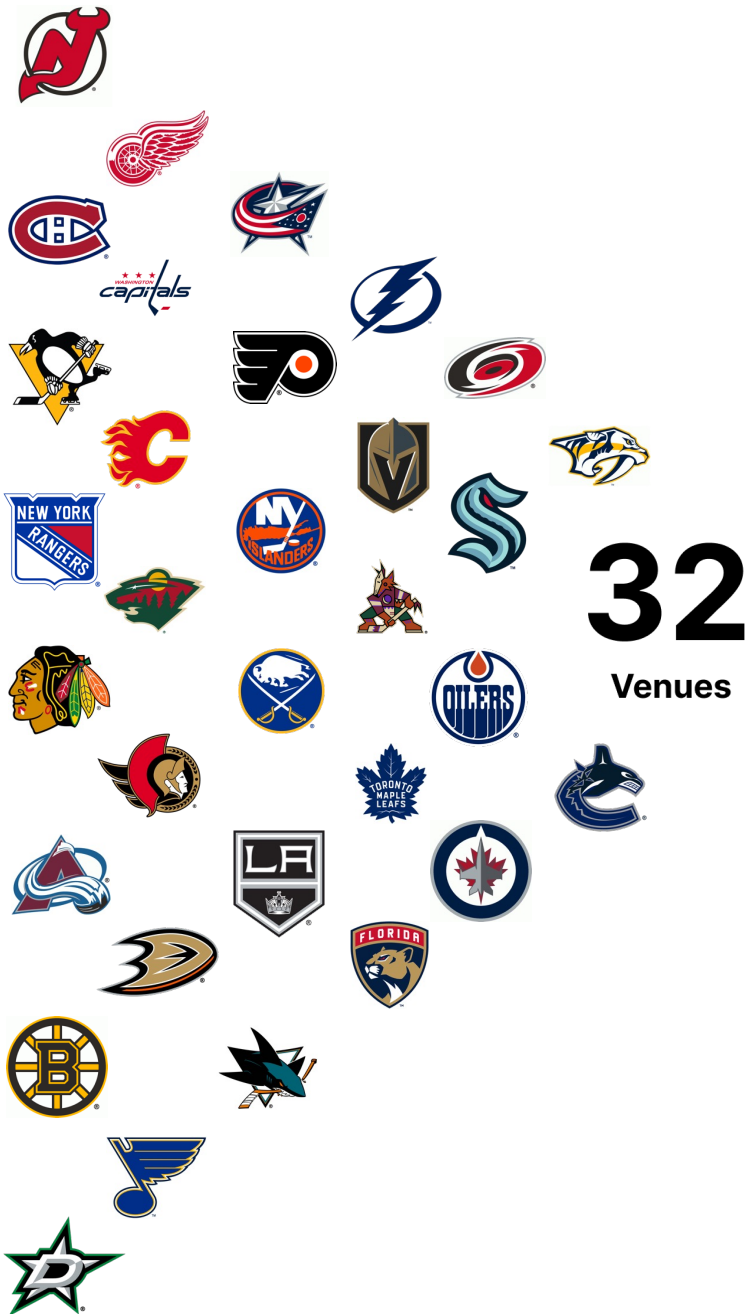 WASHINGTON
capitals
NEW YORK
RANGERS
NY
ISLANDERS
32
Venues
OILERS
TORONTO
MAPLE
LEAFS
LA
FLORIDA
B
D